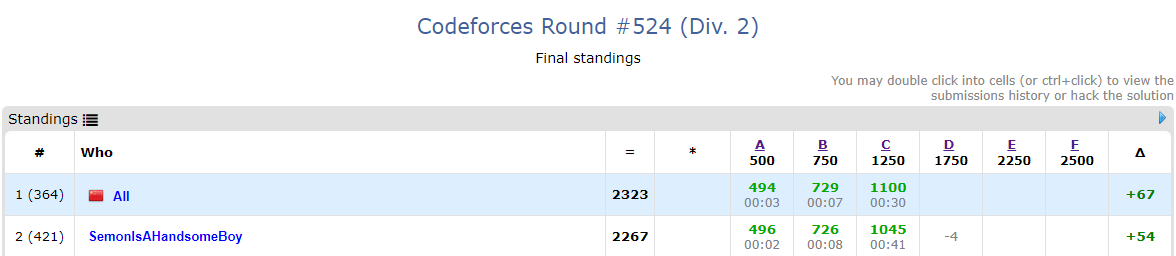 Codeforces Round #524 (Div. 2)
Final standings
You may double click into cells (or ctrl+click) to view the
submissions history or hack the solution
Standings
# Who = * A B C D E F Δ
500 750 1250 1750 2250 2500
1 (364) All 2323 494 729 1100 +67
00:03 00:07 00:30
2 (421) SemonIsAHandsomeBoy 2267 496 726 1045 -4 +54
00:02 00:08 00:41